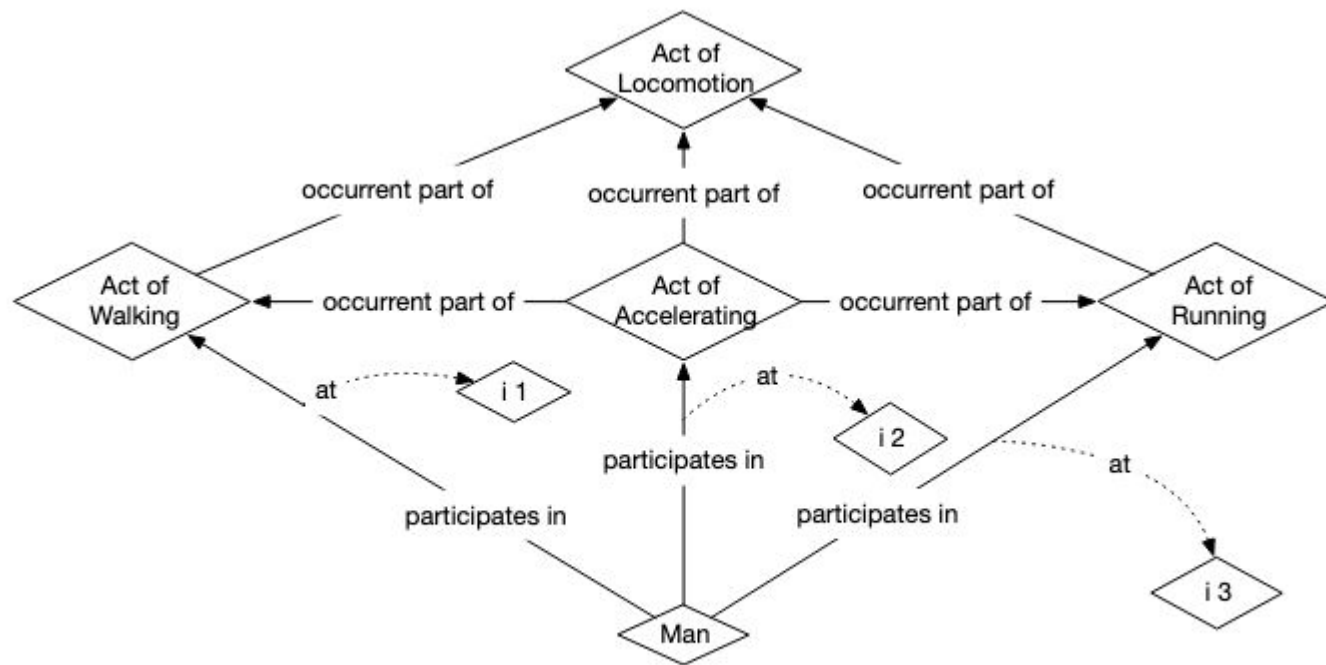 Act of
Locomotion
occurrent part of
occurrent part of
occurrent part of
Act of
Walking
occurrent part of
Act of
Accelerating
occurrent part of
Act of
Running
at
i 1
at
i 2
at
participates in
participates in
participates in
i 3
Man